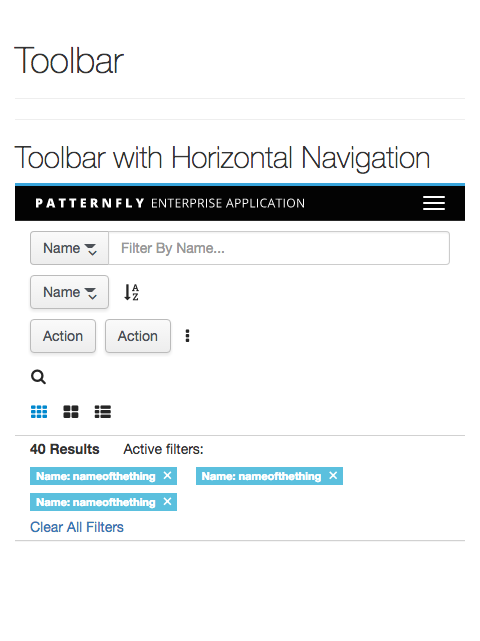 Toolbar
Toolbar with Horizontal Navigation
PATTERNFLY ENTERPRISE APPLICATION
Name Filter By Name...
Name A Z
Action Action
40 Results Active filters:
Name: nameofthething × Name: nameofthething ×
Name: nameofthething ×
Clear All Filters